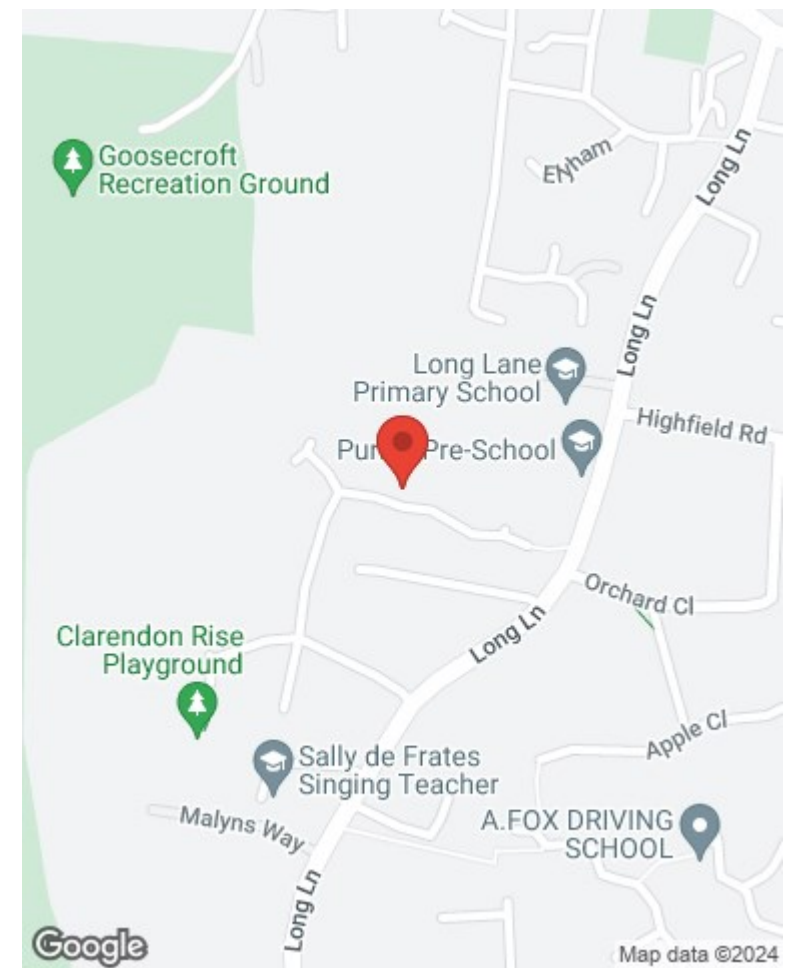 Goosecroft
Recreation Ground
Elyham
Long Ln
Long Ln
Long Lane
Primary School
Highfield Rd
Pre-School
Orchard Cl
Long Ln
Clarendon Rise
Playground
Apple Cl
Sally de Frates
Singing Teacher
A.FOX DRIVING
SCHOOL
Malyns Way
Long Ln
Google
Map data ©2024